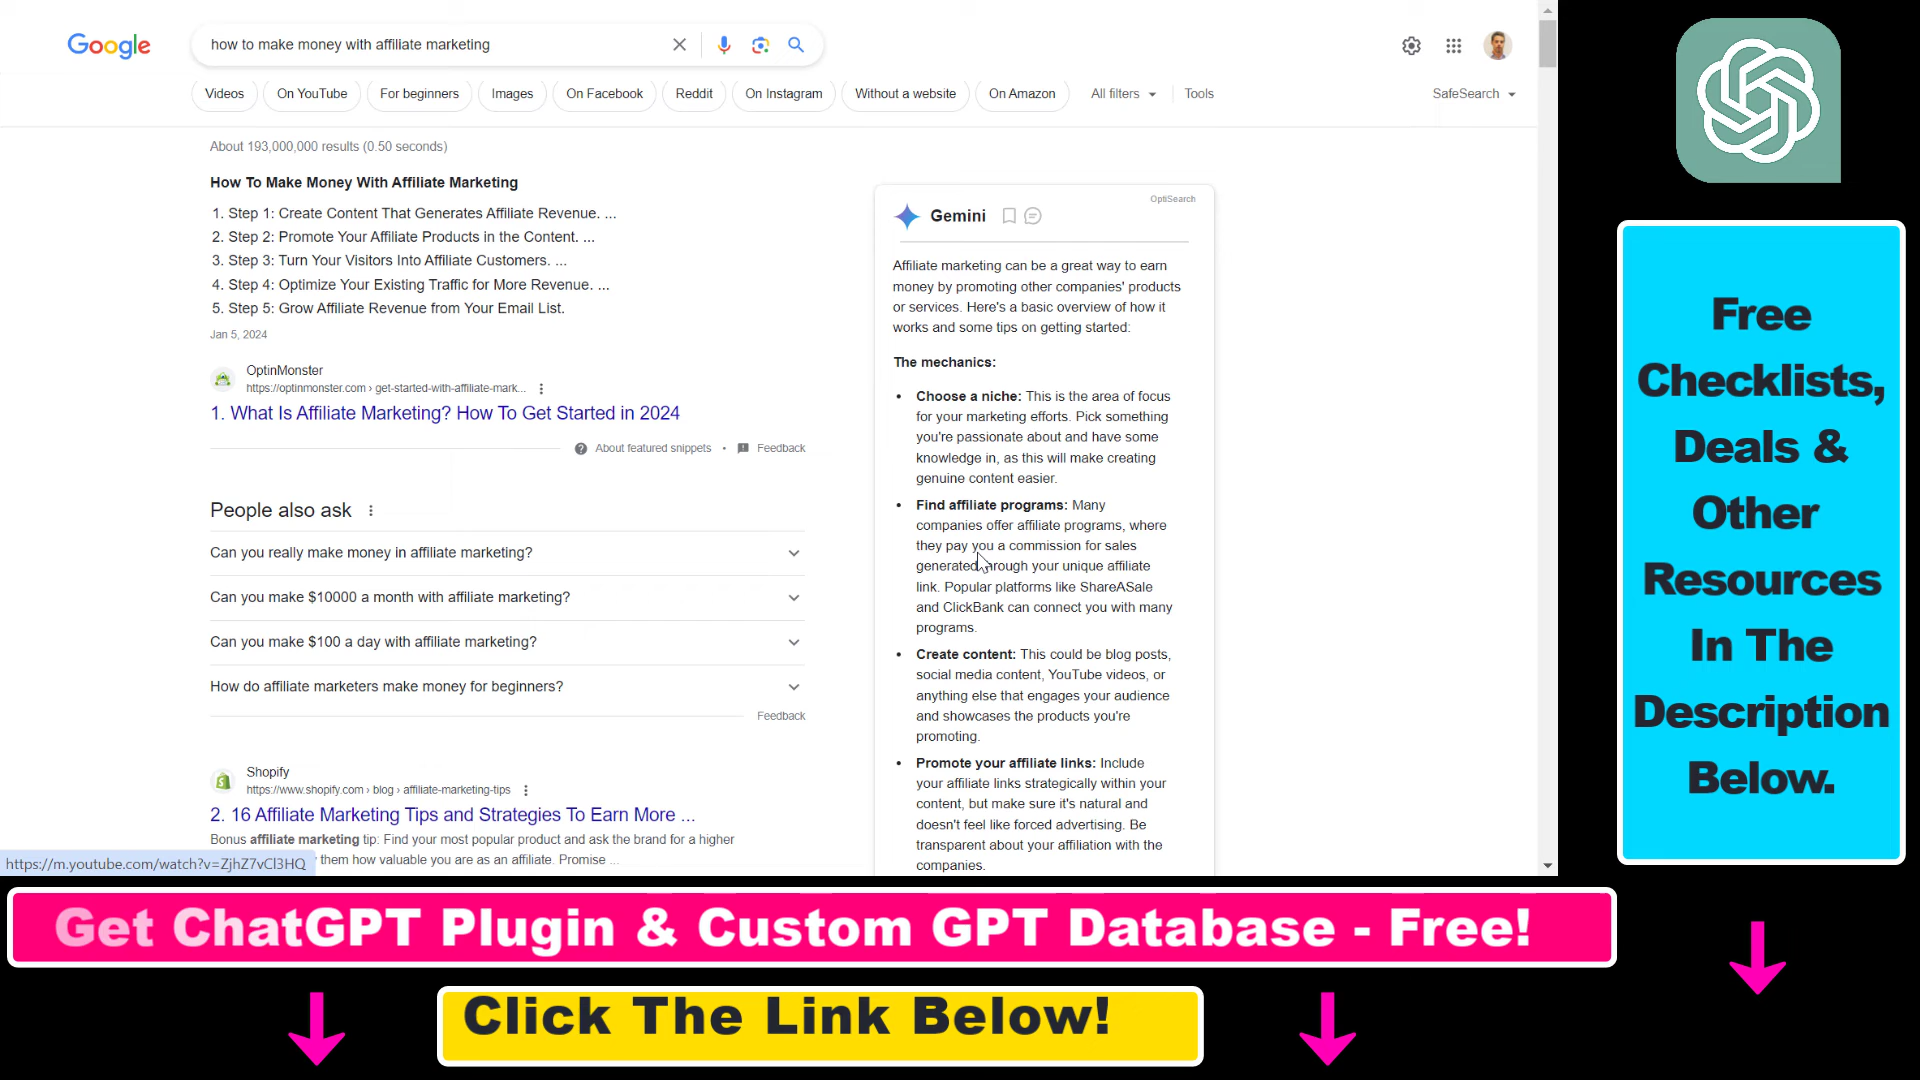 Google
how to make money with affiliate marketing
Videos
On YouTube
For beginners
Images
On Facebook
Reddit
On Instagram
Without a website
On Amazon
All filters
Tools
SafeSearch
About 193,000,000 results (0.50 seconds)
How To Make Money With Affiliate Marketing
1. Step 1: Create Content That Generates Affiliate Revenue. ...
2. Step 2: Promote Your Affiliate Products in the Content. ...
3. Step 3: Turn Your Visitors Into Affiliate Customers. ...
4. Step 4: Optimize Your Existing Traffic for More Revenue. ...
5. Step 5: Grow Affiliate Revenue from Your Email List.
Jan 5, 2024
OptinMonster
https://optinmonster.com › get-started-with-affiliate-mark...
1. What Is Affiliate Marketing? How To Get Started in 2024
About featured snippets • Feedback
People also ask
Can you really make money in affiliate marketing?
Can you make $10000 a month with affiliate marketing?
Can you make $100 a day with affiliate marketing?
How do affiliate marketers make money for beginners?
Feedback
Shopify
https://www.shopify.com › blog › affiliate-marketing-tips
2. 16 Affiliate Marketing Tips and Strategies To Earn More ...
Bonus affiliate marketing tip: Find your most popular product and ask the brand for a higher
them how valuable you are as an affiliate. Promise ...
https://m.youtube.com/watch?v=ZjhZ7vCl3HQ
OptiSearch
Gemini
Affiliate marketing can be a great way to earn
money by promoting other companies' products
or services. Here's a basic overview of how it
works and some tips on getting started:
The mechanics:
• Choose a niche: This is the area of focus
for your marketing efforts. Pick something
you're passionate about and have some
knowledge in, as this will make creating
genuine content easier.
• Find affiliate programs: Many
companies offer affiliate programs, where
they pay you a commission for sales
generated through your unique affiliate
link. Popular platforms like ShareASale
and ClickBank can connect you with many
programs.
• Create content: This could be blog posts,
social media content, YouTube videos, or
anything else that engages your audience
and showcases the products you're
promoting.
• Promote your affiliate links: Include
your affiliate links strategically within your
content, but make sure it's natural and
doesn't feel like forced advertising. Be
transparent about your affiliation with the
companies.
Free
Checklists,
Deals &
Other
Resources
In The
Description
Below.
Get ChatGPT Plugin & Custom GPT Database - Free!
Click The Link Below!